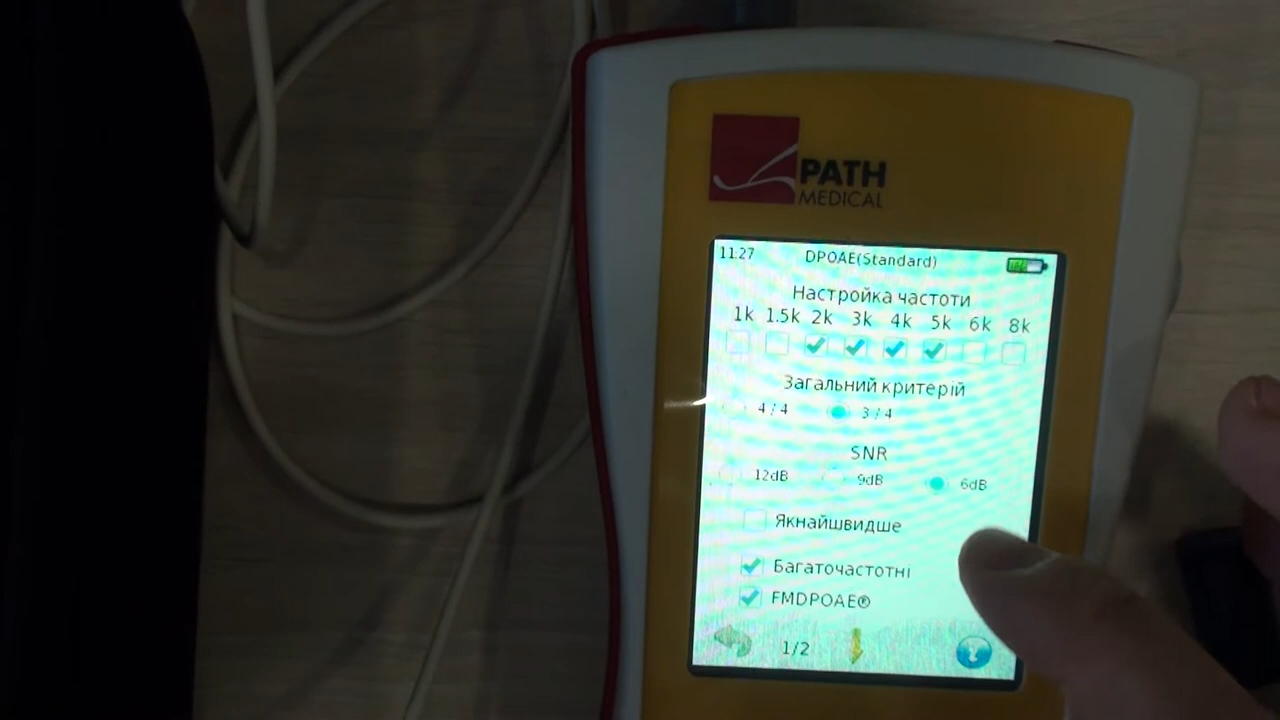 PATH
MEDICAL
11:27 DPOAE(Standard)
Настройка частоти
1k 1.5k 2k 3k 4k 5k 6k 8k
Загальний критерій
4 / 4 3 / 4
SNR
12dB 9dB 6dB
Якнайшвидше
Багаточастотні
FMDPOAE®
1/2